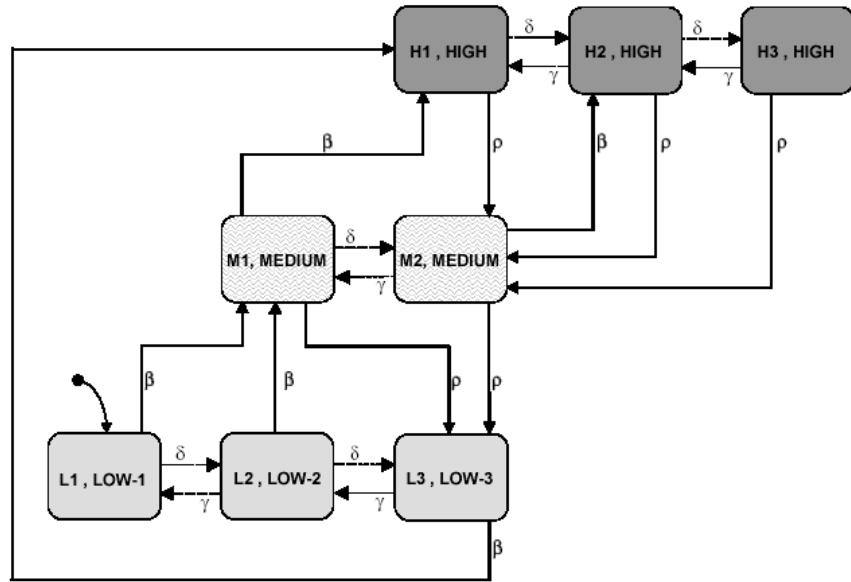 H1 , HIGH
δ
γ
H2 , HIGH
δ
γ
H3 , HIGH
β
ρ
β
ρ
ρ
M1, MEDIUM
δ
γ
M2, MEDIUM
β
β
ρ
ρ
L1 , LOW-1
δ
γ
L2 , LOW-2
δ
γ
L3 , LOW-3
β